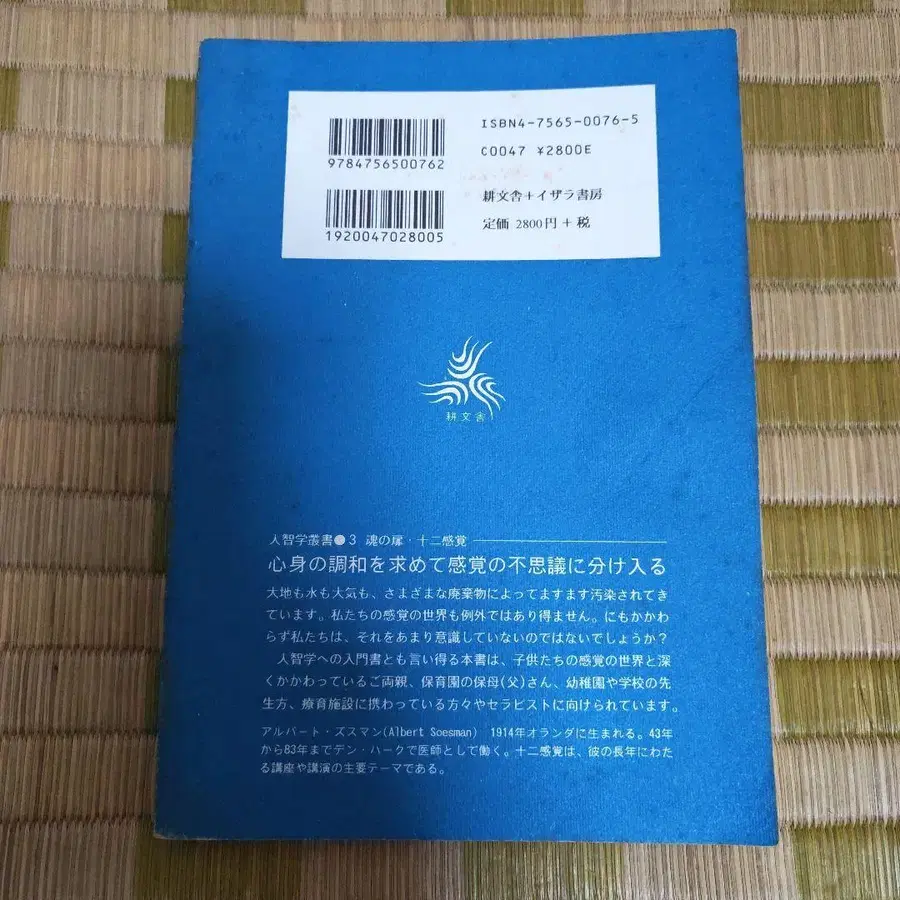 9784756500762
1920047028005
ISBN4-7565-0076-5
C0047 ¥2800E
耕文舎+イザラ書房
定価 2800円+税
耕文舎
人智学叢書●3 魂の扉・十二感覚
心身の調和を求めて感覚の不思議に分け入る
大地も水も大気も、さまざまな廃棄物によってますます汚染されてき
ています。私たちの感覚の世界も例外ではあり得ません。にもかかわ
らず私たちは、それをあまり意識していないのではないでしょうか?
人智学への入門書とも言い得る本書は、子供たちの感覚の世界と深
くかかわっているご両親、保育園の保母(父)さん、幼稚園や学校の先
生方、療育施設に携わっている方々やセラピストに向けられています。
アルバート・ズスマン(Albert Soesman) 1914年オランダに生まれる。43年
から83年までデン・ハークで医師として働く。十二感覚は、彼の長年にわた
る講座や講演の主要テーマである。